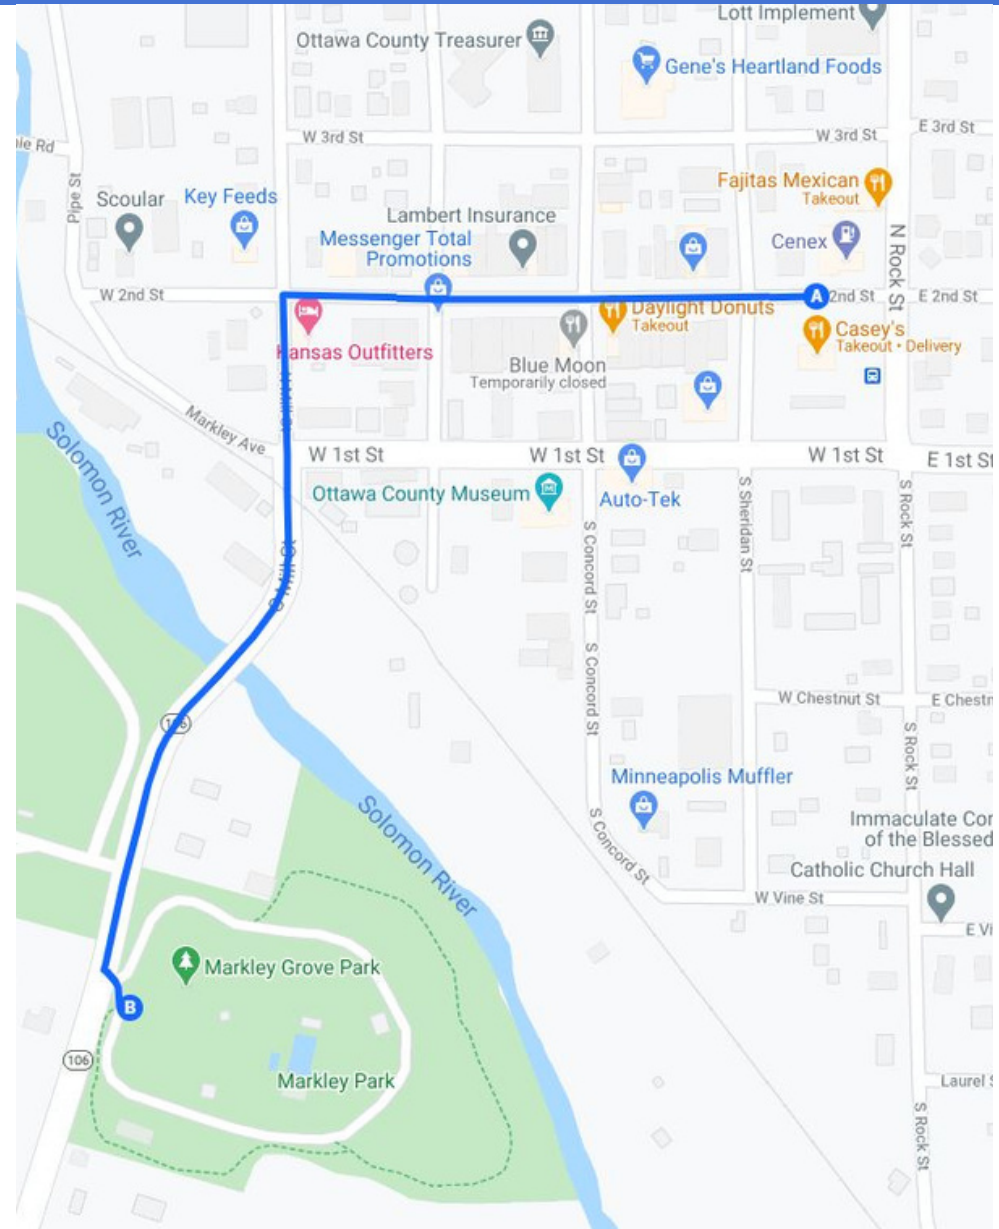 Lott Implement
Ottawa County Treasurer
Gene's Heartland Foods
W 3rd St
W 3rd St
E 3rd St
Pipe St
Scoular
Key Feeds
Fajitas Mexican
Takeout
Lambert Insurance
Messenger Total
Promotions
Cenex
N Rock St
W 2nd St
A
2nd St
E 2nd St
Daylight Donuts
Takeout
Casey's
Takeout • Delivery
Kansas Outfitters
Blue Moon
Temporarily closed
Markley Ave
Solomon River
W 1st St
W 1st St
W 1st St
E 1st St
Ottawa County Museum
Auto-Tek
S Sheridan St
S Rock St
S Concord St
S Mill St
S Concord St
W Chestnut St
E Chestn
S Rock St
106
Minneapolis Muffler
Solomon River
S Concord St
Immaculate Cor
of the Blessed
Catholic Church Hall
W Vine St
E Vi
Markley Grove Park
B
106
Markley Park
Laurel S
S Rock St